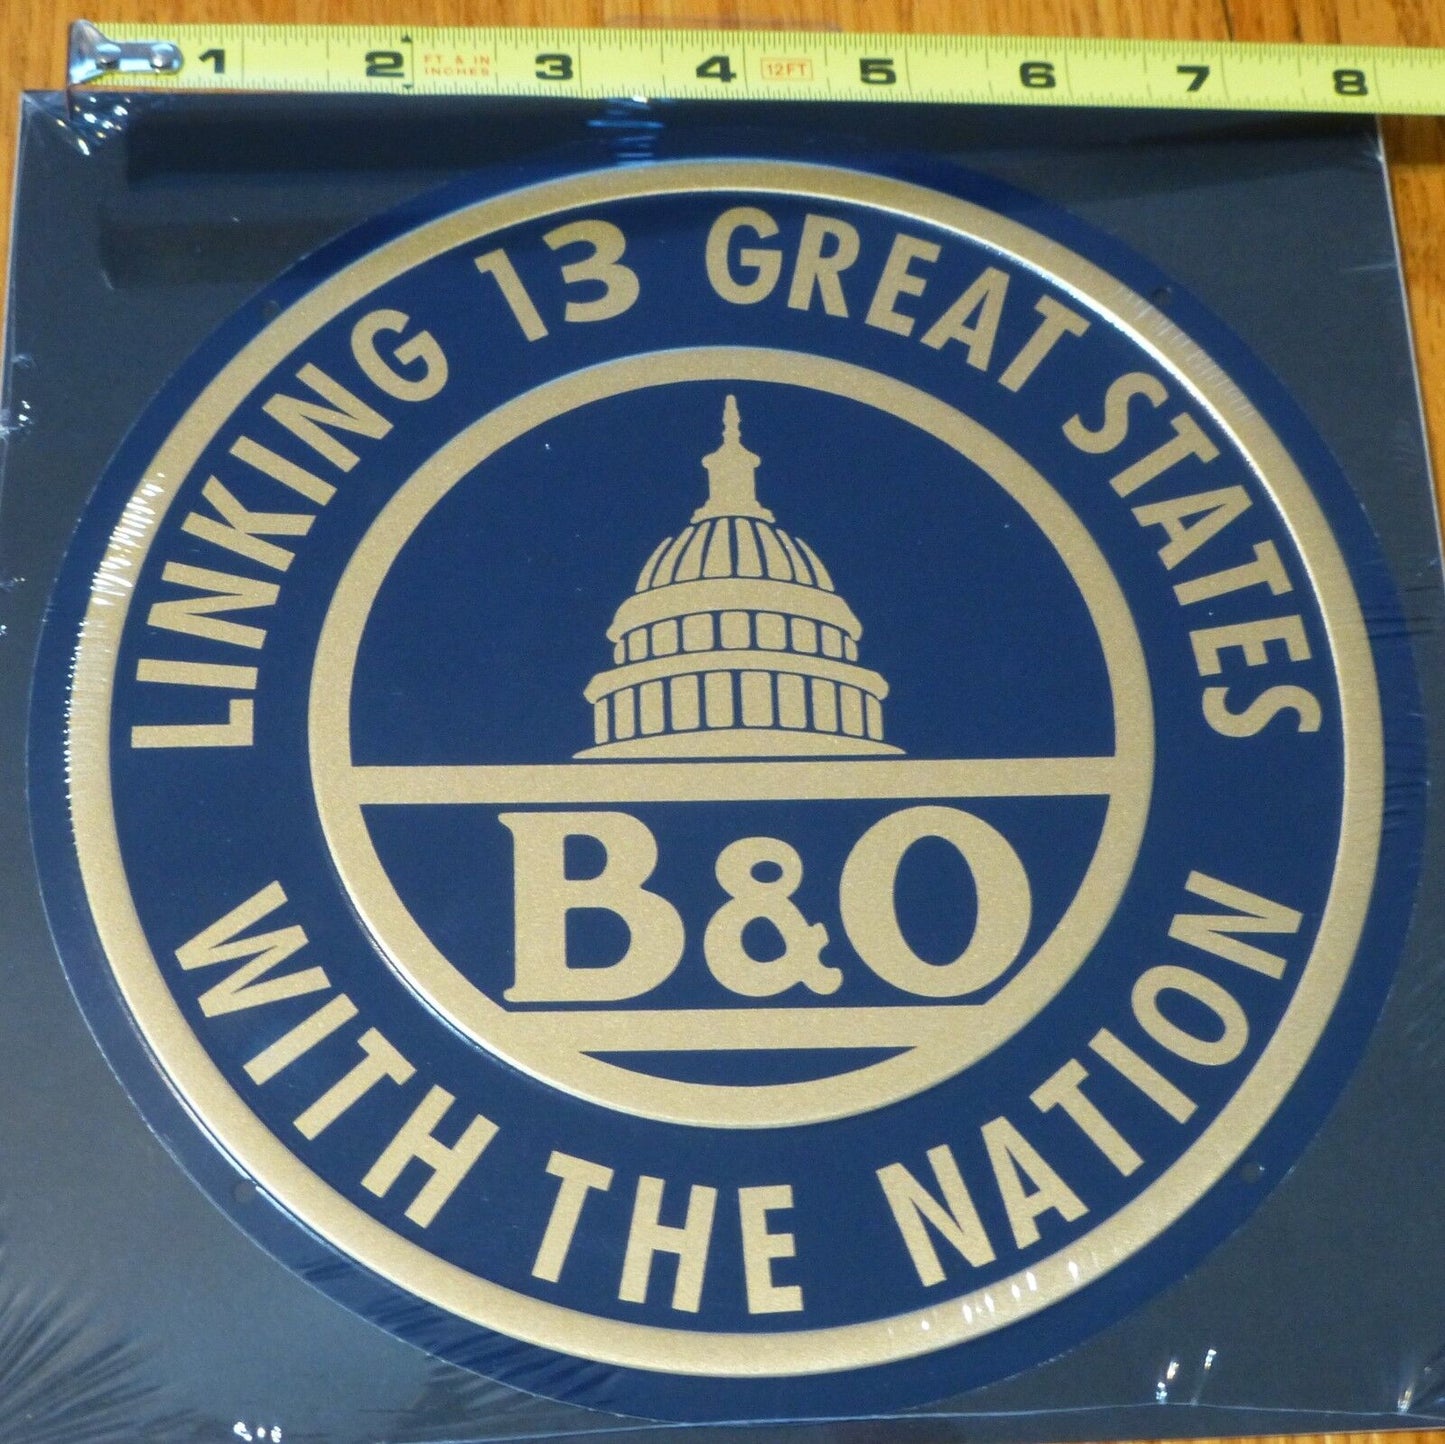 1 2 FT & IN INCHES 3 4 12FT 5 6 7 8
LINKING 13 GREAT STATES
B&O
WITH THE NATION